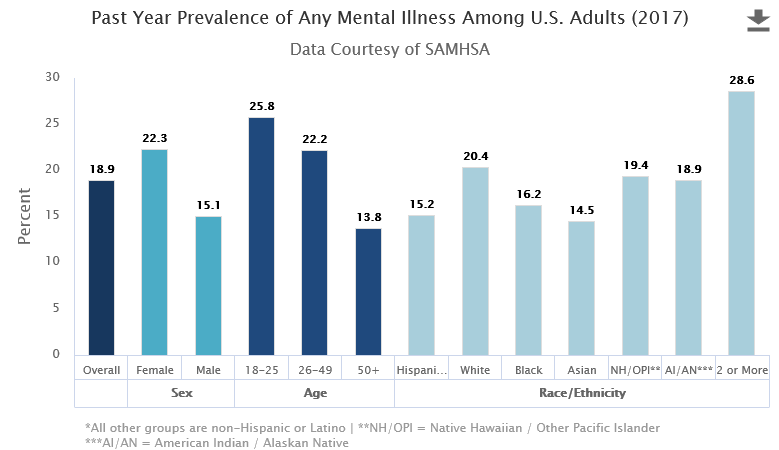 Past Year Prevalence of Any Mental Illness Among U.S. Adults (2017)
Data Courtesy of SAMHSA
Percent
30
25
20
15
10
5
0
18.9
22.3
15.1
25.8
22.2
13.8
15.2
20.4
16.2
14.5
19.4
18.9
28.6
Overall Female Male 18-25 26-49 50+ Hispani... White Black Asian NH/OPI** AI/AN*** 2 or More
Sex Age Race/Ethnicity
*All other groups are non-Hispanic or Latino | **NH/OPI = Native Hawaiian / Other Pacific Islander
***AI/AN = American Indian / Alaskan Native